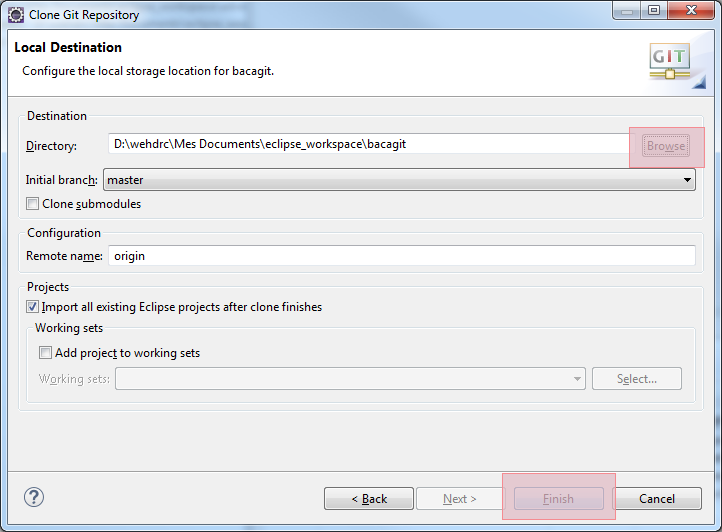 Clone Git Repository
Local Destination
Configure the local storage location for bacagit.
GIT
Destination
Directory: D:\wehdrc\Mes Documents\eclipse_workspace\bacagit Browse
Initial branch: master
Clone submodules
Configuration
Remote name: origin
Projects
Import all existing Eclipse projects after clone finishes
Working sets
Add project to working sets
Working sets: Select...
? < Back Next > Finish Cancel